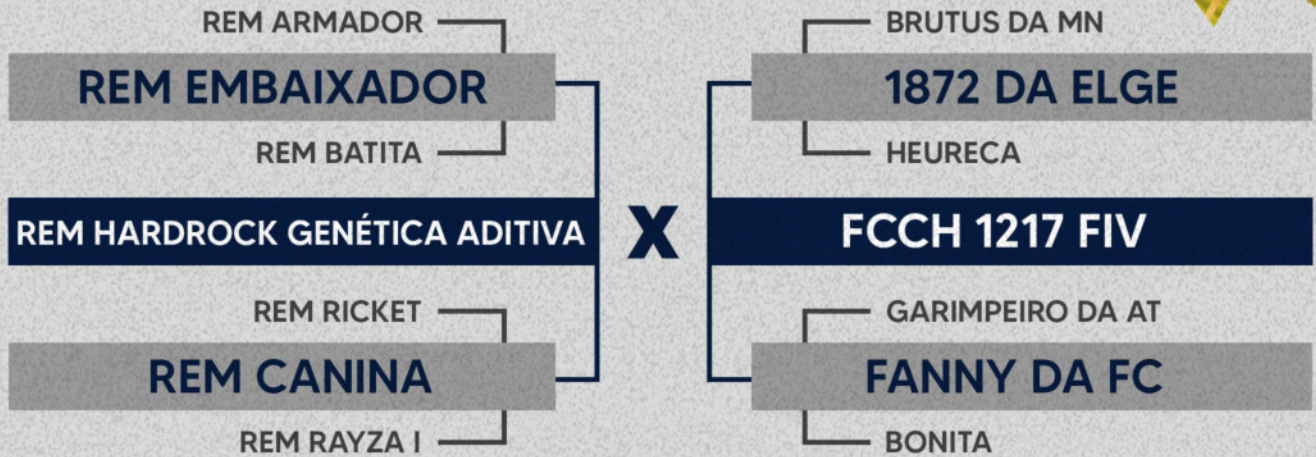 REM ARMADOR
REM EMBAIXADOR
REM BATITA
REM HARDROCK GENÉTICA ADITIVA
REM RICKET
REM CANINA
REM RAYZA I
X
BRUTUS DA MN
1872 DA ELGE
HEURECA
FCCH 1217 FIV
GARIMPEIRO DA AT
FANNY DA FC
BONITA